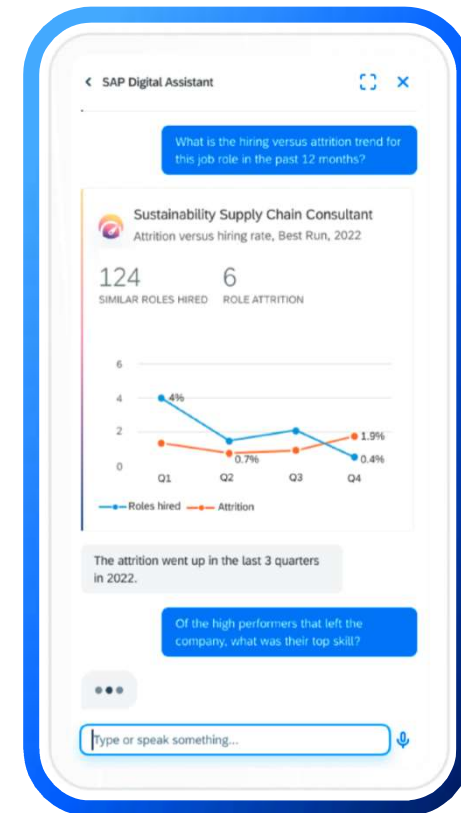 SAP Digital Assistant
What is the hiring versus attrition trend for
this job role in the past 12 months?
Sustainability Supply Chain Consultant
Attrition versus hiring rate, Best Run, 2022
124
6
SIMILAR ROLES HIRED
ROLE ATTRITION
6
4
4%
2
1.9%
0.7%
0.4%
0
Q1
Q2
Q3
Q4
Roles hired
Attrition
The attrition went up in the last 3 quarters
in 2022.
Of the high performers that left the
company, what was their top skill?
Type or speak something...